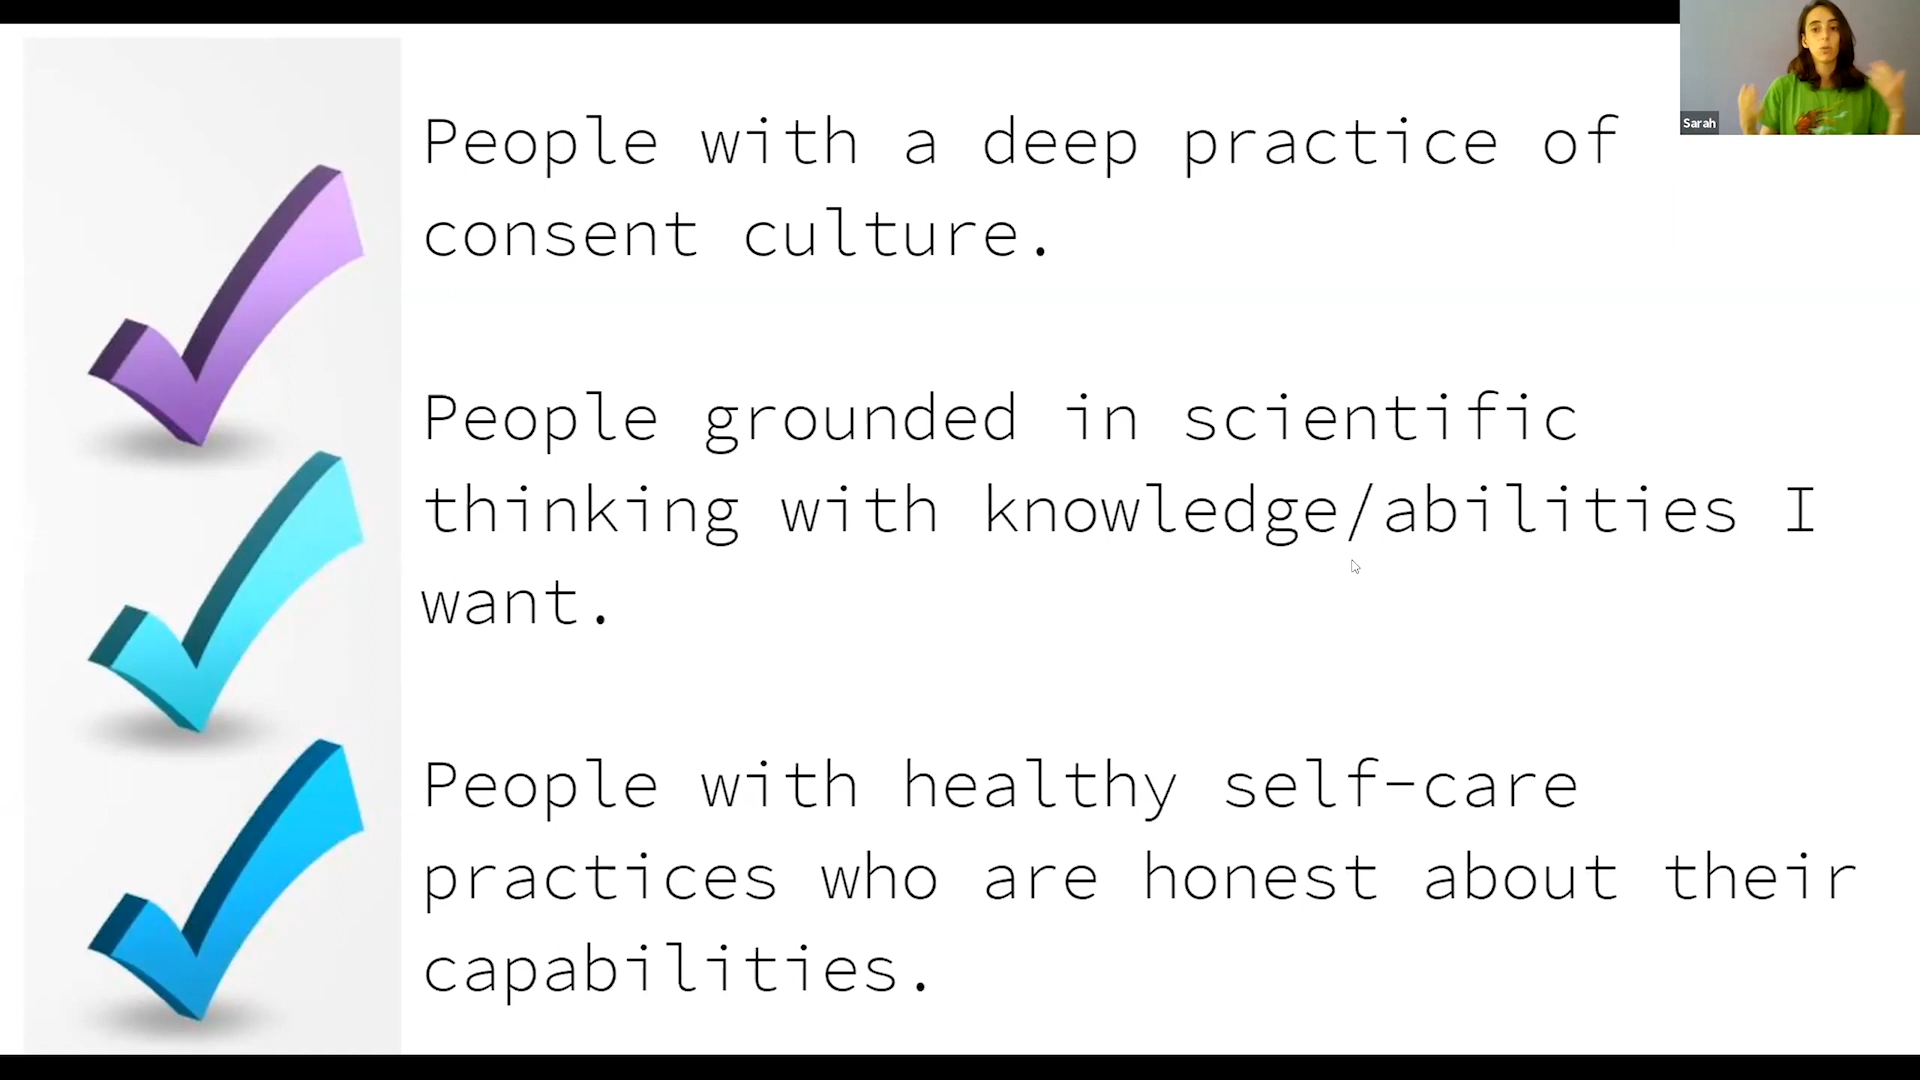 Sarah
People with a deep practice of
consent culture.
People grounded in scientific
thinking with knowledge/abilities I
want.
People with healthy self-care
practices who are honest about their
capabilities.